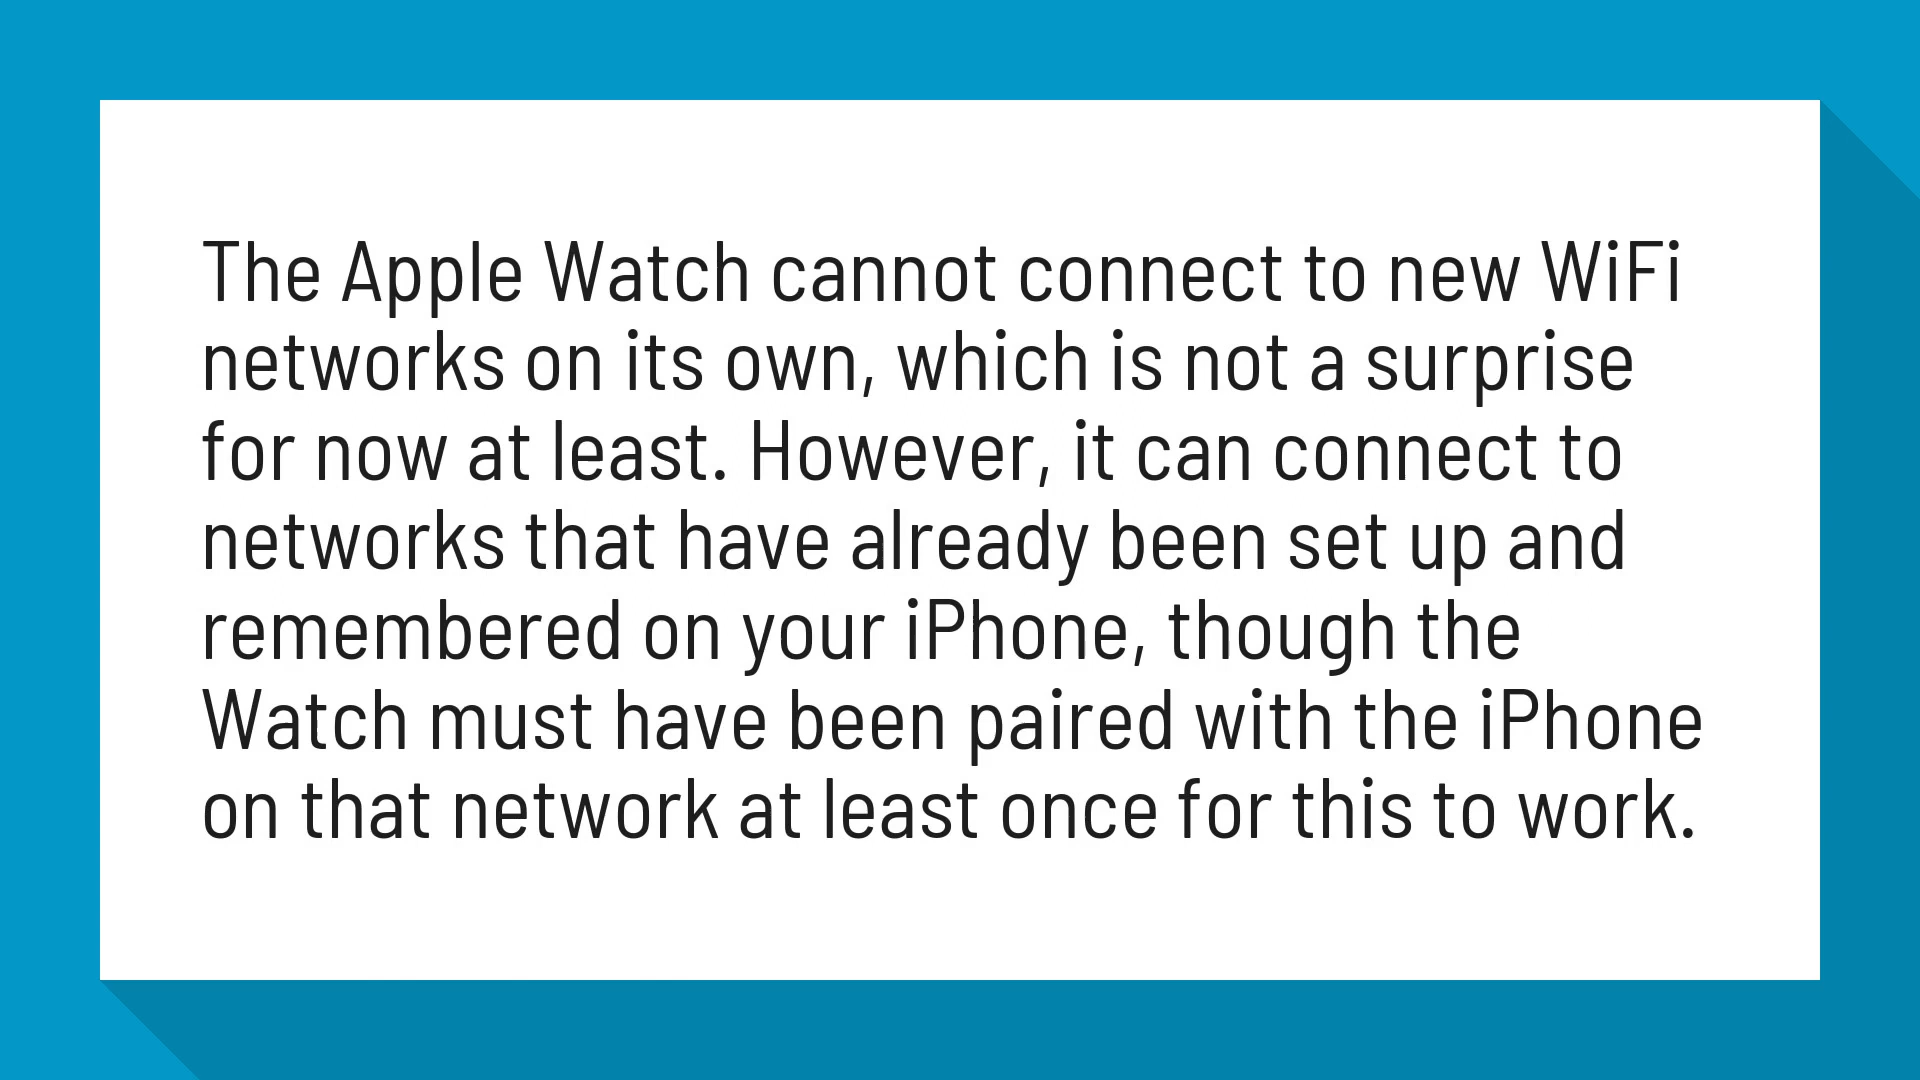 The Apple Watch cannot connect to new WiFi
networks on its own, which is not a surprise
for now at least. However, it can connect to
networks that have already been set up and
remembered on your iPhone, though the
Watch must have been paired with the iPhone
on that network at least once for this to work.